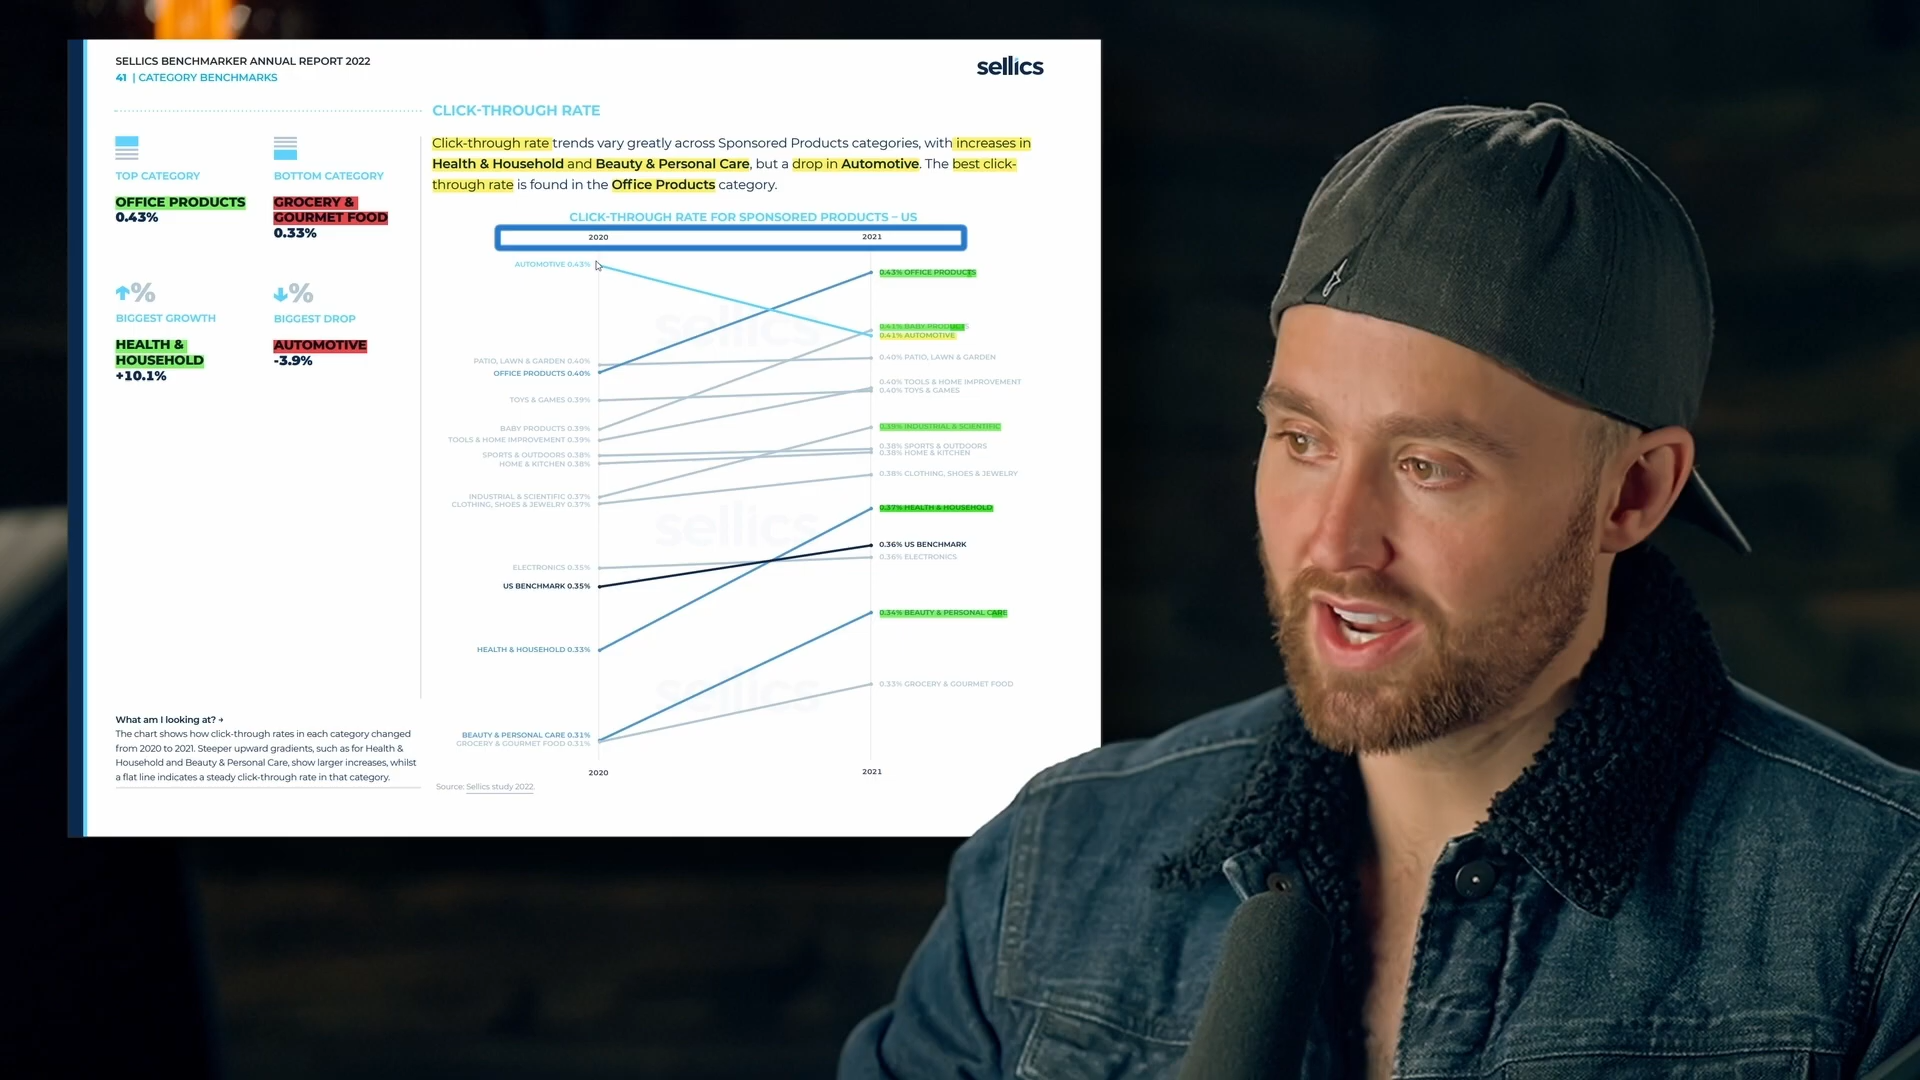 SELLICS BENCHMARKER ANNUAL REPORT 2022
41 | CATEGORY BENCHMARKS
sellics
CLICK-THROUGH RATE
Click-through rate trends vary greatly across Sponsored Products categories, with increases in
Health & Household and Beauty & Personal Care, but a drop in Automotive. The best click-
through rate is found in the Office Products category.
TOP CATEGORY
OFFICE PRODUCTS
0.43%
BOTTOM CATEGORY
GROCERY &
GOURMET FOOD
0.33%
%
BIGGEST GROWTH
HEALTH &
HOUSEHOLD
+10.1%
%
BIGGEST DROP
AUTOMOTIVE
-3.9%
What am I looking at?
The chart shows how click-through rates in each category changed
from 2020 to 2021. Steeper upward gradients, such as for Health &
Household and Beauty & Personal Care, show larger increases, whilst
a flat line indicates a steady click-through rate in that category.
CLICK-THROUGH RATE FOR SPONSORED PRODUCTS – US
2020
2021
AUTOMOTIVE 0.43%
PATIO, LAWN & GARDEN 0.40%
OFFICE PRODUCTS 0.40%
TOYS & GAMES 0.39%
BABY PRODUCTS 0.39%
TOOLS & HOME IMPROVEMENT 0.39%
SPORTS & OUTDOORS 0.38%
HOME & KITCHEN 0.38%
INDUSTRIAL & SCIENTIFIC 0.37%
CLOTHING, SHOES & JEWELRY 0.37%
ELECTRONICS 0.35%
US BENCHMARK 0.35%
HEALTH & HOUSEHOLD 0.33%
BEAUTY & PERSONAL CARE 0.31%
GROCERY & GOURMET FOOD 0.31%
0.43% OFFICE PRODUCTS
0.41% BABY PRODUCTS
0.41% AUTOMOTIVE
0.40% PATIO, LAWN & GARDEN
0.40% TOOLS & HOME IMPROVEMENT
0.40% TOYS & GAMES
0.39% INDUSTRIAL & SCIENTIFIC
0.38% SPORTS & OUTDOORS
0.38% HOME & KITCHEN
0.38% CLOTHING, SHOES & JEWELRY
0.37% HEALTH & HOUSEHOLD
0.36% US BENCHMARK
0.36% ELECTRONICS
0.34% BEAUTY & PERSONAL CARE
0.33% GROCERY & GOURMET FOOD
sellics
sellics
sellics
2020
2021
Source: Sellics study 2022.